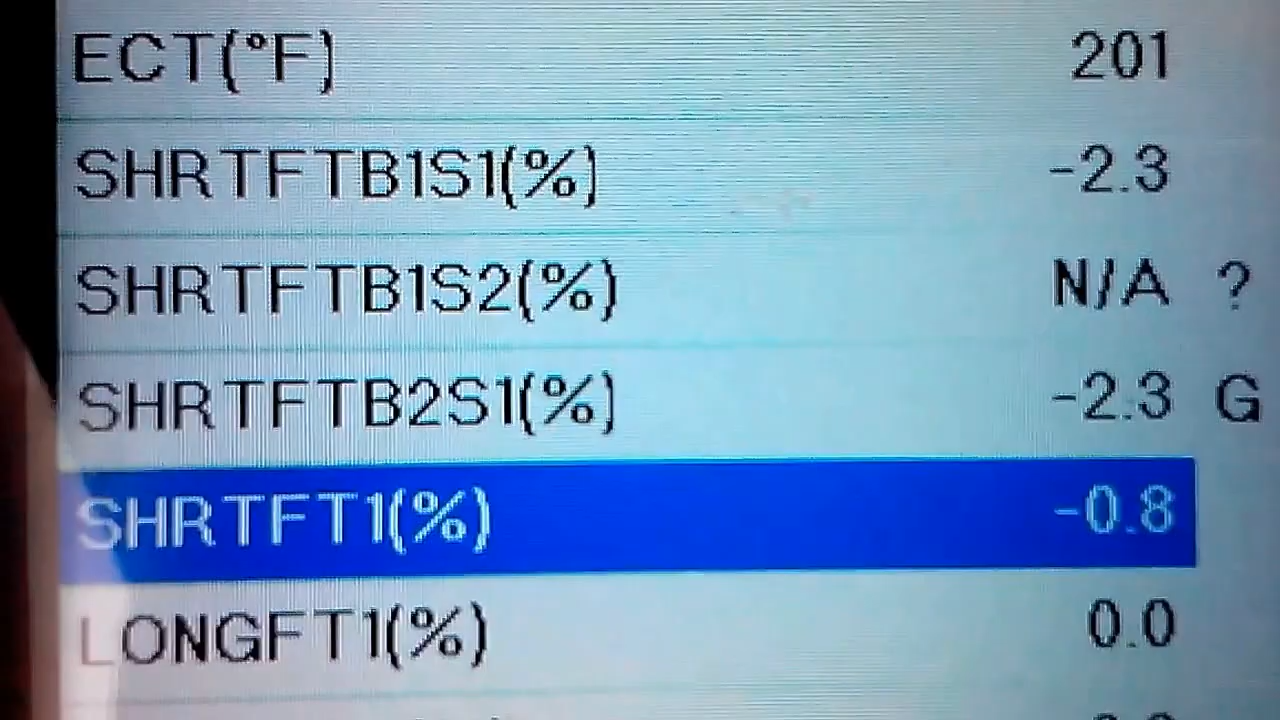 ECT(°F) 201
SHRTFTB1S1(%) -2.3
SHRTFTB1S2(%) N/A ?
SHRTFTB2S1(%) -2.3 G
SHRTFT1(%) -0.8
LONGFT1(%) 0.0